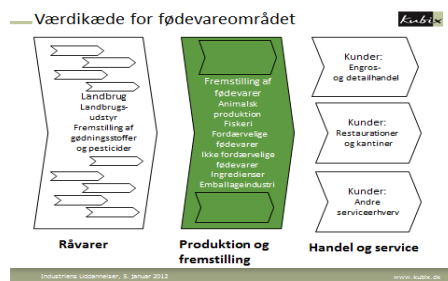 Værdikæde for fødevareområdet
Kubix
Landbrug
Landbrugs-
udstyr
Fremstilling af
gødningsstoffer
og pesticider
Råvarer
Fremstilling af
fødevarer
Animalsk
produktion
Fiskeri
Fordærvelige
fødevarer
Ikke fordærvelige
fødevarer
Ingredienser
Emballageindustri
Produktion og
fremstilling
Kunder:
Engros-
og detailhandel
Kunder:
Restaurationer
og kantiner
Kunder:
Andre
serviceerhverv
Handel og service
Industriens Uddannelser, 5. januar 2012
www.kubix.dk